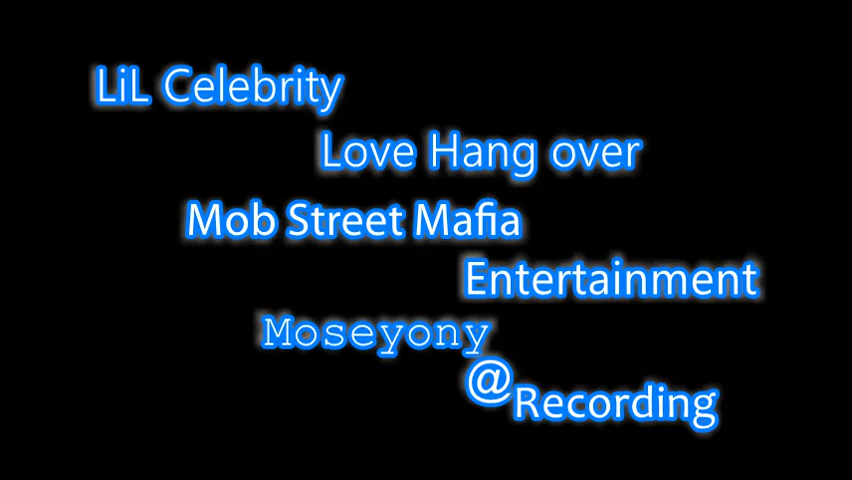 LiL Celebrity
Love Hang over
Mob Street Mafia
Entertainment
Moseyony
@Recording